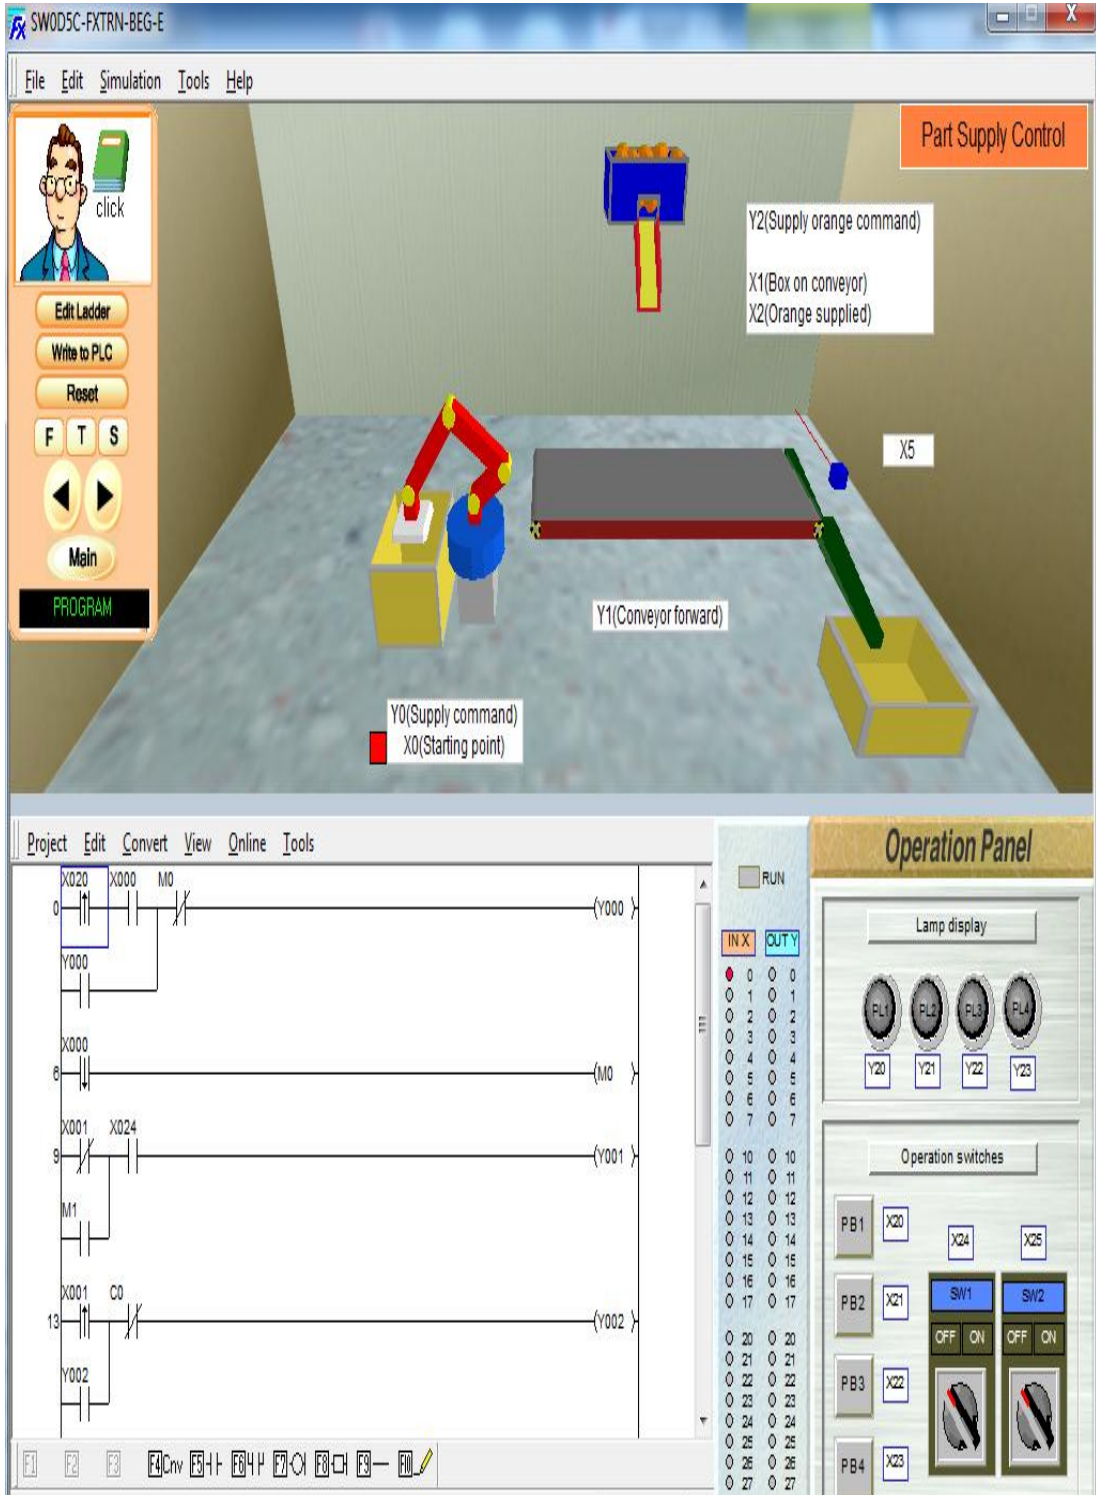 SW0D5C-FXTRN-BEG-E
File Edit Simulation Tools Help
click
Edit Ladder
Write to PLC
Reset
F T S
Main
PROGRAM
Part Supply Control
Y2(Supply orange command)
X1(Box on conveyor)
X2(Orange supplied)
X5
Y1(Conveyor forward)
Y0(Supply command)
X0(Starting point)
Project Edit Convert View Online Tools
X020 X000 M0
0 (Y000 )
Y000
X000
6 (M0 )
X001 X024
9 (Y001 )
M1
X001 C0
13 (Y002 )
Y002
F1 F2 F3 F4 Cnv F5 F6 F7 F8 F9 F10
RUN
IN X OUT Y
0 0
1 1
2 2
3 3
4 4
5 5
6 6
7 7
10 10
11 11
12 12
13 13
14 14
15 15
16 16
17 17
20 20
21 21
22 22
23 23
24 24
25 25
26 26
27 27
Operation Panel
Lamp display
PL1 PL2 PL3 PL4
Y20 Y21 Y22 Y23
Operation switches
PB1 X20
PB2 X21
PB3 X22
PB4 X23
X24 X25
SW1 SW2
OFF ON OFF ON